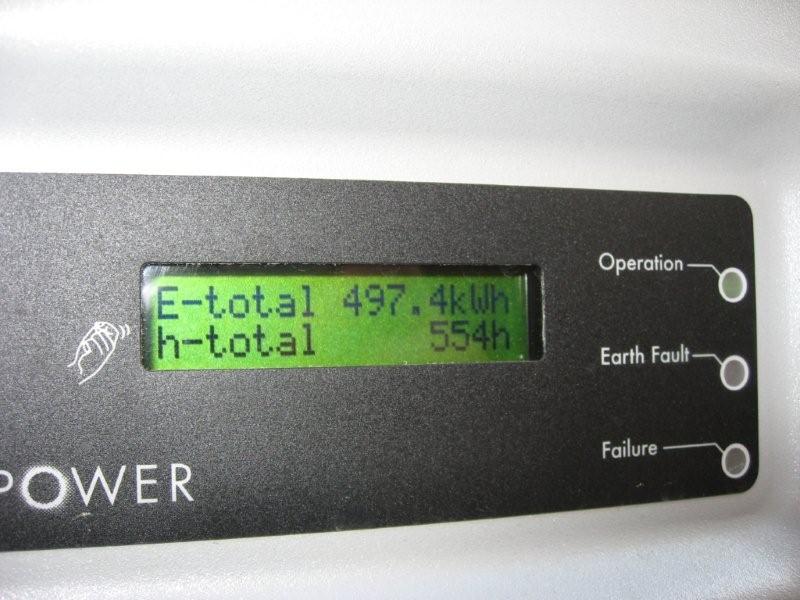 E-total 497.4kWh
h-total 554h
Operation
Earth Fault
Failure
POWER